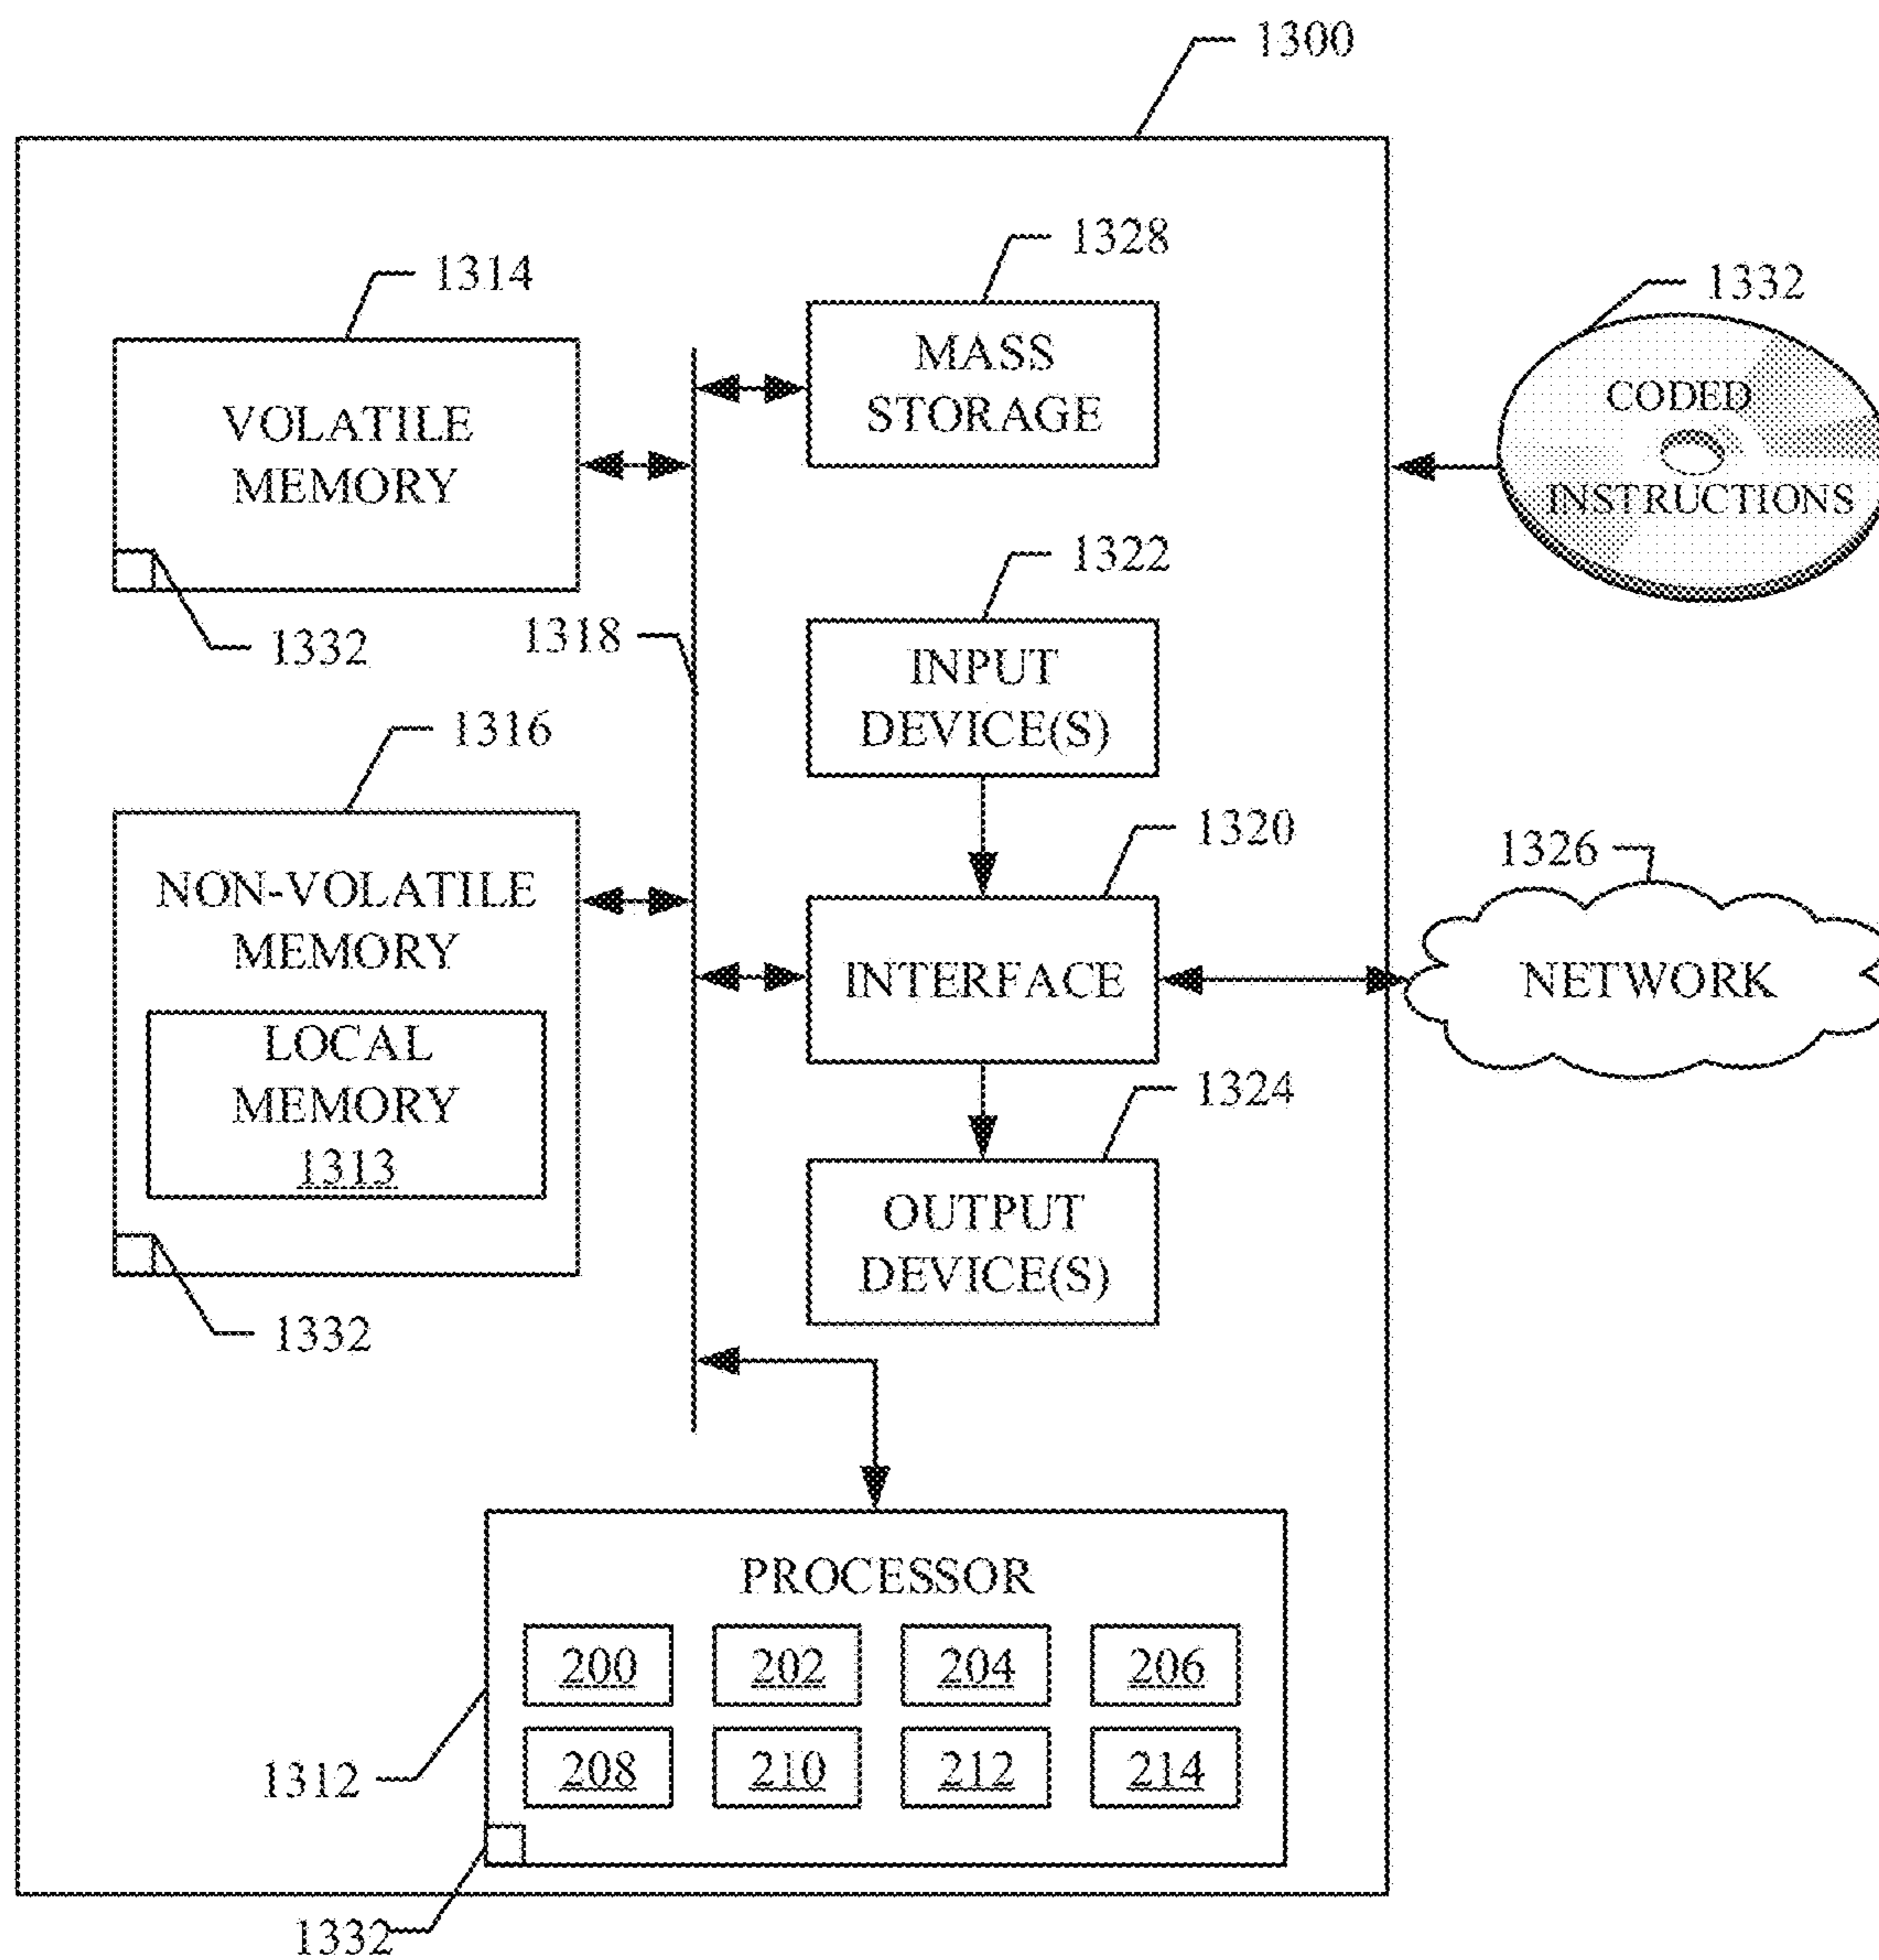 1300
1328
1314
1332
MASS
STORAGE
CODED
INSTRUCTIONS
VOLATILE
MEMORY
1322
1318
1332
INPUT
DEVICE(S)
1316
1320
1326
NON-VOLATILE
MEMORY
INTERFACE
NETWORK
LOCAL
MEMORY
1313
1324
OUTPUT
DEVICE(S)
1332
PROCESSOR
200 202 204 206
208 210 212 214
1312
1332